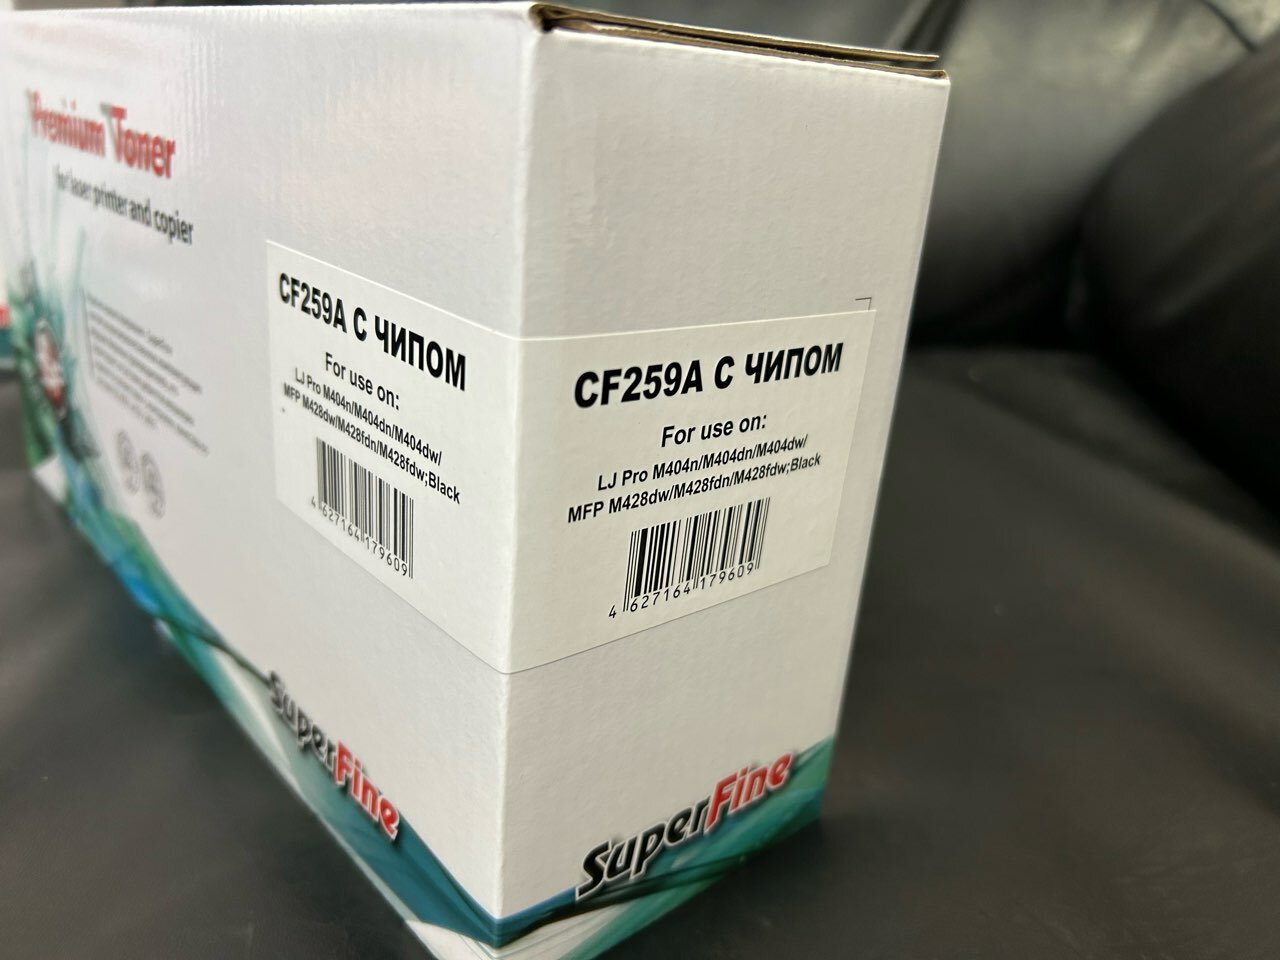 Premium Toner
for laser printer and copier
CF259A С ЧИПОМ
For use on:
LJ Pro M404n/M404dn/M404dw/
MFP M428dw/M428fdn/M428fdw;Black
4 627164 179609
SuperFine
CF259A С ЧИПОМ
For use on:
LJ Pro M404n/M404dn/M404dw/
MFP M428dw/M428fdn/M428fdw;Black
4 627164 179609
SuperFine